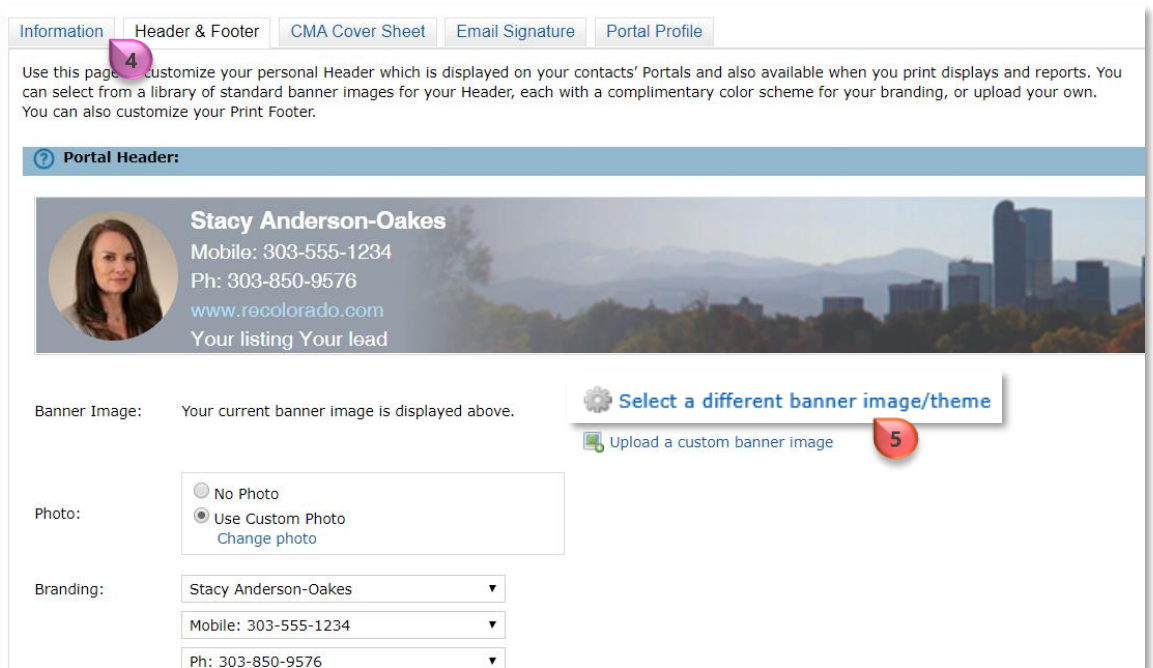 Information Header & Footer CMA Cover Sheet Email Signature Portal Profile
4
Use this page customize your personal Header which is displayed on your contacts' Portals and also available when you print displays and reports. You
can select from a library of standard banner images for your Header, each with a complimentary color scheme for your branding, or upload your own.
You can also customize your Print Footer.
? Portal Header:
Stacy Anderson-Oakes
Mobile: 303-555-1234
Ph: 303-850-9576
www.recolorado.com
Your listing Your lead
Banner Image: Your current banner image is displayed above. Select a different banner image/theme
Upload a custom banner image 5
Photo: No Photo
Use Custom Photo
Change photo
Branding: Stacy Anderson-Oakes
Mobile: 303-555-1234
Ph: 303-850-9576